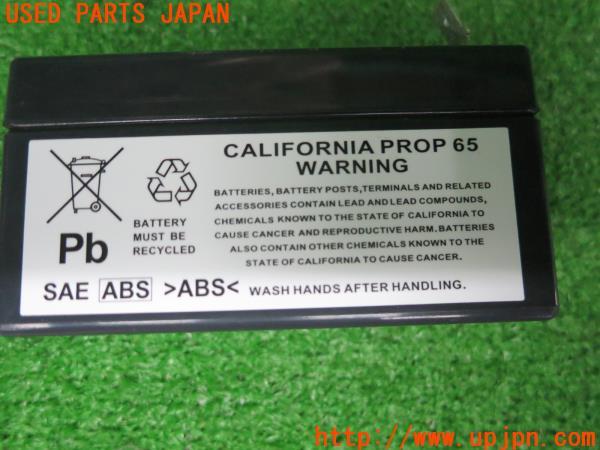 USED PARTS JAPAN
CALIFORNIA PROP 65
WARNING
BATTERIES, BATTERY POSTS,TERMINALS AND RELATED
ACCESSORIES CONTAIN LEAD AND LEAD COMPOUNDS,
CHEMICALS KNOWN TO THE STATE OF CALIFORNIA TO
CAUSE CANCER AND REPRODUCTIVE HARM.BATTERIES
ALSO CONTAIN OTHER CHEMICALS KNOWN TO THE
STATE OF CALIFORNIA TO CAUSE CANCER.
Pb
BATTERY
MUST BE
RECYCLED
SAE ABS >ABS< WASH HANDS AFTER HANDLING.
UPJ
http://www.upjpn.com/